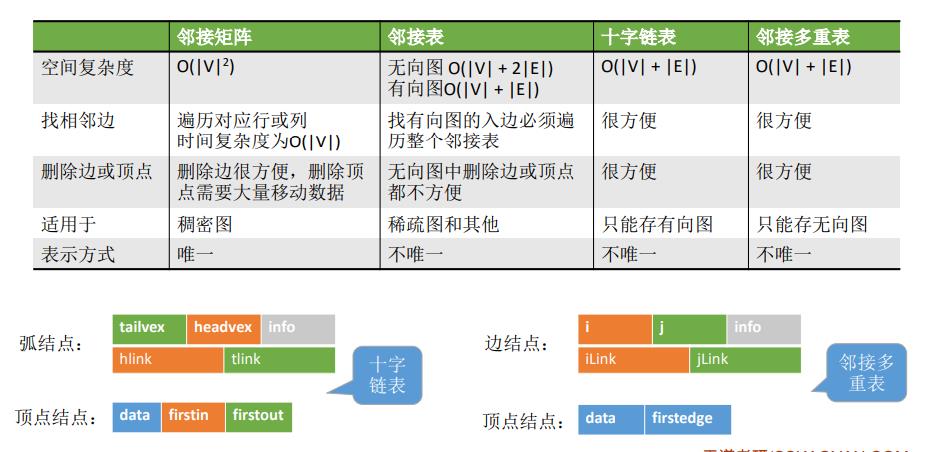 邻接矩阵 邻接表 十字链表 邻接多重表
空间复杂度 O(|V|²) 无向图 O(|V| + 2|E|) O(|V| + |E|) O(|V| + |E|)
有向图O(|V| + |E|)
找相邻边 遍历对应行或列 找有向图的入边必须遍 很方便 很方便
时间复杂度为O(|V|) 历整个邻接表
删除边或顶点 删除边很方便，删除顶 无向图中删除边或顶点 很方便 很方便
点需要大量移动数据 都不方便
适用于 稠密图 稀疏图和其他 只能存有向图 只能存无向图
表示方式 唯一 不唯一 不唯一 不唯一
弧结点： tailvex headvex info
hlink tlink
十字
链表
顶点结点： data firstin firstout
边结点： i j info
iLink jLink
邻接多
重表
顶点结点： data firstedge